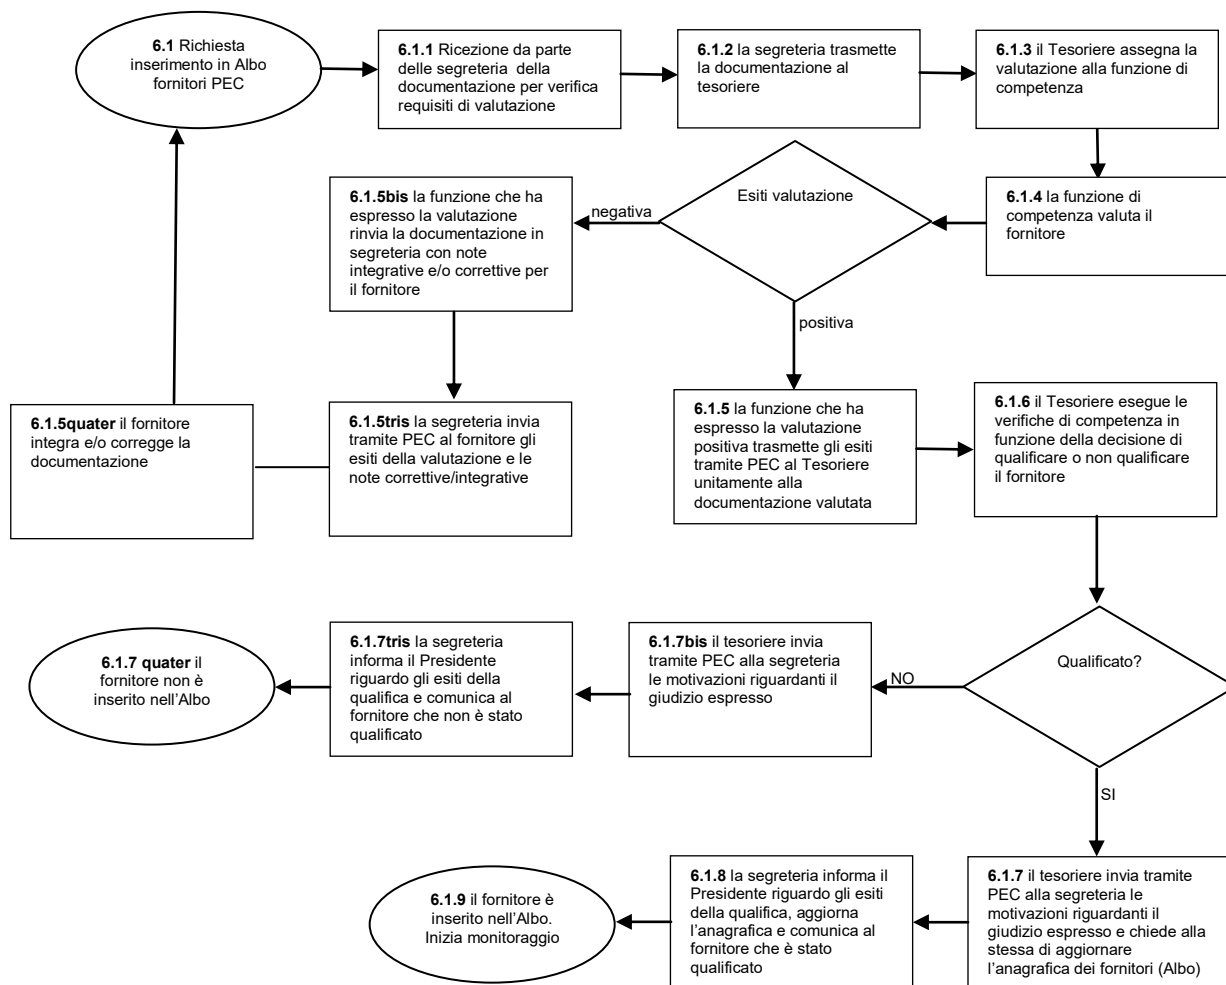 6.1 Richiesta
inserimento in Albo
fornitori PEC
6.1.1 Ricezione da parte
delle segreteria della
documentazione per verifica
requisiti di valutazione
6.1.2 la segreteria trasmette
la documentazione al
tesoriere
6.1.3 il Tesoriere assegna la
valutazione alla funzione di
competenza
6.1.4 la funzione di
competenza valuta il
fornitore
Esiti valutazione
negativa
6.1.5bis la funzione che ha
espresso la valutazione
rinvia la documentazione in
segreteria con note
integrative e/o correttive per
il fornitore
positiva
6.1.5quater il fornitore
integra e/o corregge la
documentazione
6.1.5tris la segreteria invia
tramite PEC al fornitore gli
esiti della valutazione e le
note correttive/integrative
6.1.5 la funzione che ha
espresso la valutazione
positiva trasmette gli esiti
tramite PEC al Tesoriere
unitamente alla
documentazione valutata
6.1.6 il Tesoriere esegue le
verifiche di competenza in
funzione della decisione di
qualificare o non qualificare
il fornitore
Qualificato?
NO
6.1.7bis il tesoriere invia
tramite PEC alla segreteria
le motivazioni riguardanti il
giudizio espresso
6.1.7tris la segreteria
informa il Presidente
riguardo gli esiti della
qualifica e comunica al
fornitore che non è stato
qualificato
6.1.7 quater il
fornitore non è
inserito nell'Albo
SI
6.1.7 il tesoriere invia tramite
PEC alla segreteria le
motivazioni riguardanti il
giudizio espresso e chiede alla
stessa di aggiornare
l'anagrafica dei fornitori (Albo)
6.1.8 la segreteria informa il
Presidente riguardo gli esiti
della qualifica, aggiorna
l'anagrafica e comunica al
fornitore che è stato
qualificato
6.1.9 il fornitore è
inserito nell'Albo.
Inizia monitoraggio